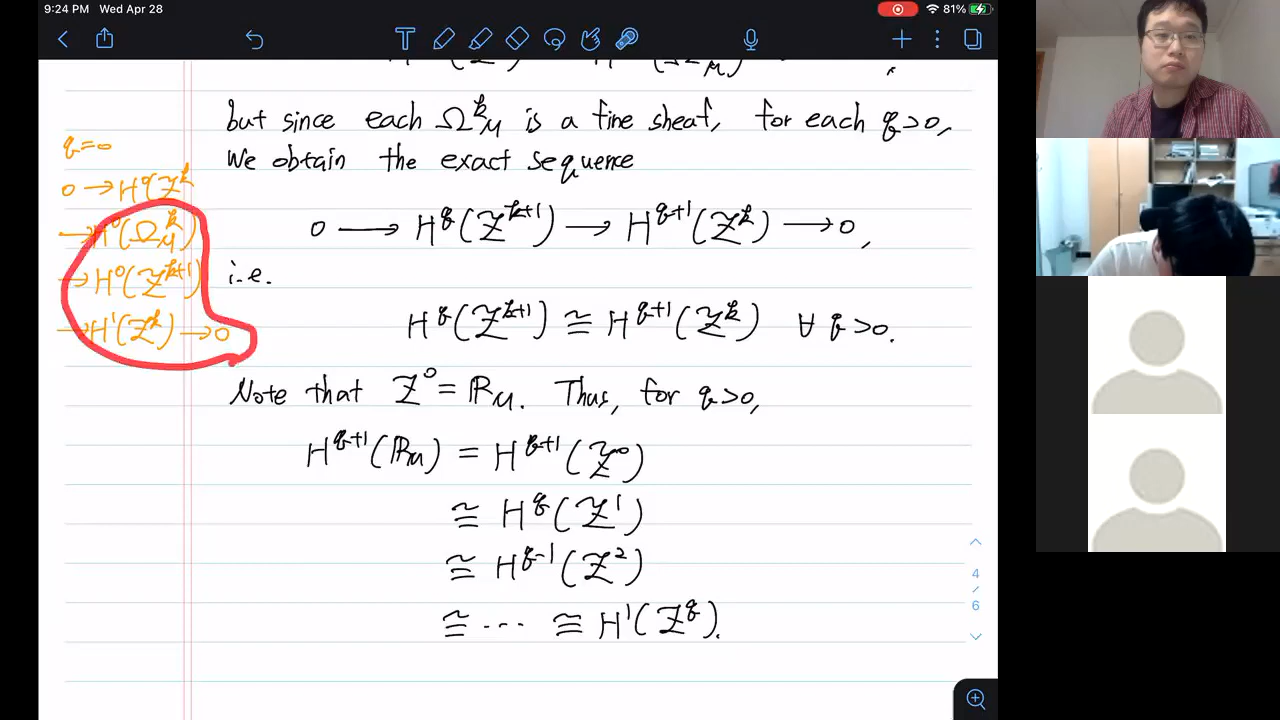 9:24 PM Wed Apr 28
81%
but since each Ω^k_M is a fine sheaf, for each q>0,
We obtain the exact sequence
0 ⟶ H^q(Z^{k+1}) ⟶ H^{q+1}(Z^k) ⟶ 0,
i.e.
H^q(Z^{k+1}) ≅ H^{q+1}(Z^k) ∀ q>0.
Note that Z^0 = ℝ_M. Thus, for q>0,
H^{q+1}(ℝ_M) = H^{q+1}(Z^0)
≅ H^q(Z^1)
≅ H^{q-1}(Z^2)
≅ ⋯ ≅ H^1(Z^q).
q=0
0 → H^0(Z^k
→ H^0(Ω^k_M)
→ H^0(Z^{k+1})
→ H^1(Z^k) → 0
4
6